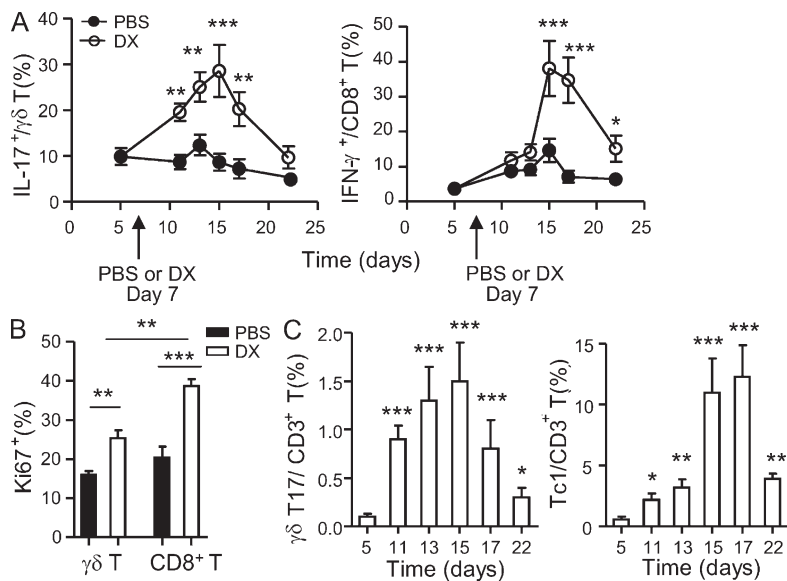 A
PBS
DX
IL-17+/γδ T(%)
40
30
20
10
0
**
**
***
**
0 5 10 15 20 25
PBS or DX
Day 7
Time (days)
IFN-γ +/CD8+ T(%)
50
40
30
20
10
0
***
***
*
0 5 10 15 20 25
PBS or DX
Day 7
B
PBS
DX
Ki67+(%)
50
40
30
20
10
0
**
**
***
γδ T CD8+ T
C
γδ T17/ CD3+ T(%)
2.0
1.5
1.0
0.5
0.0
***
***
***
***
*
5 11 13 15 17 22
Time (days)
Tc1/CD3+ T(%)
15
10
5
0
*
**
***
***
**
5 11 13 15 17 22
Time (days)